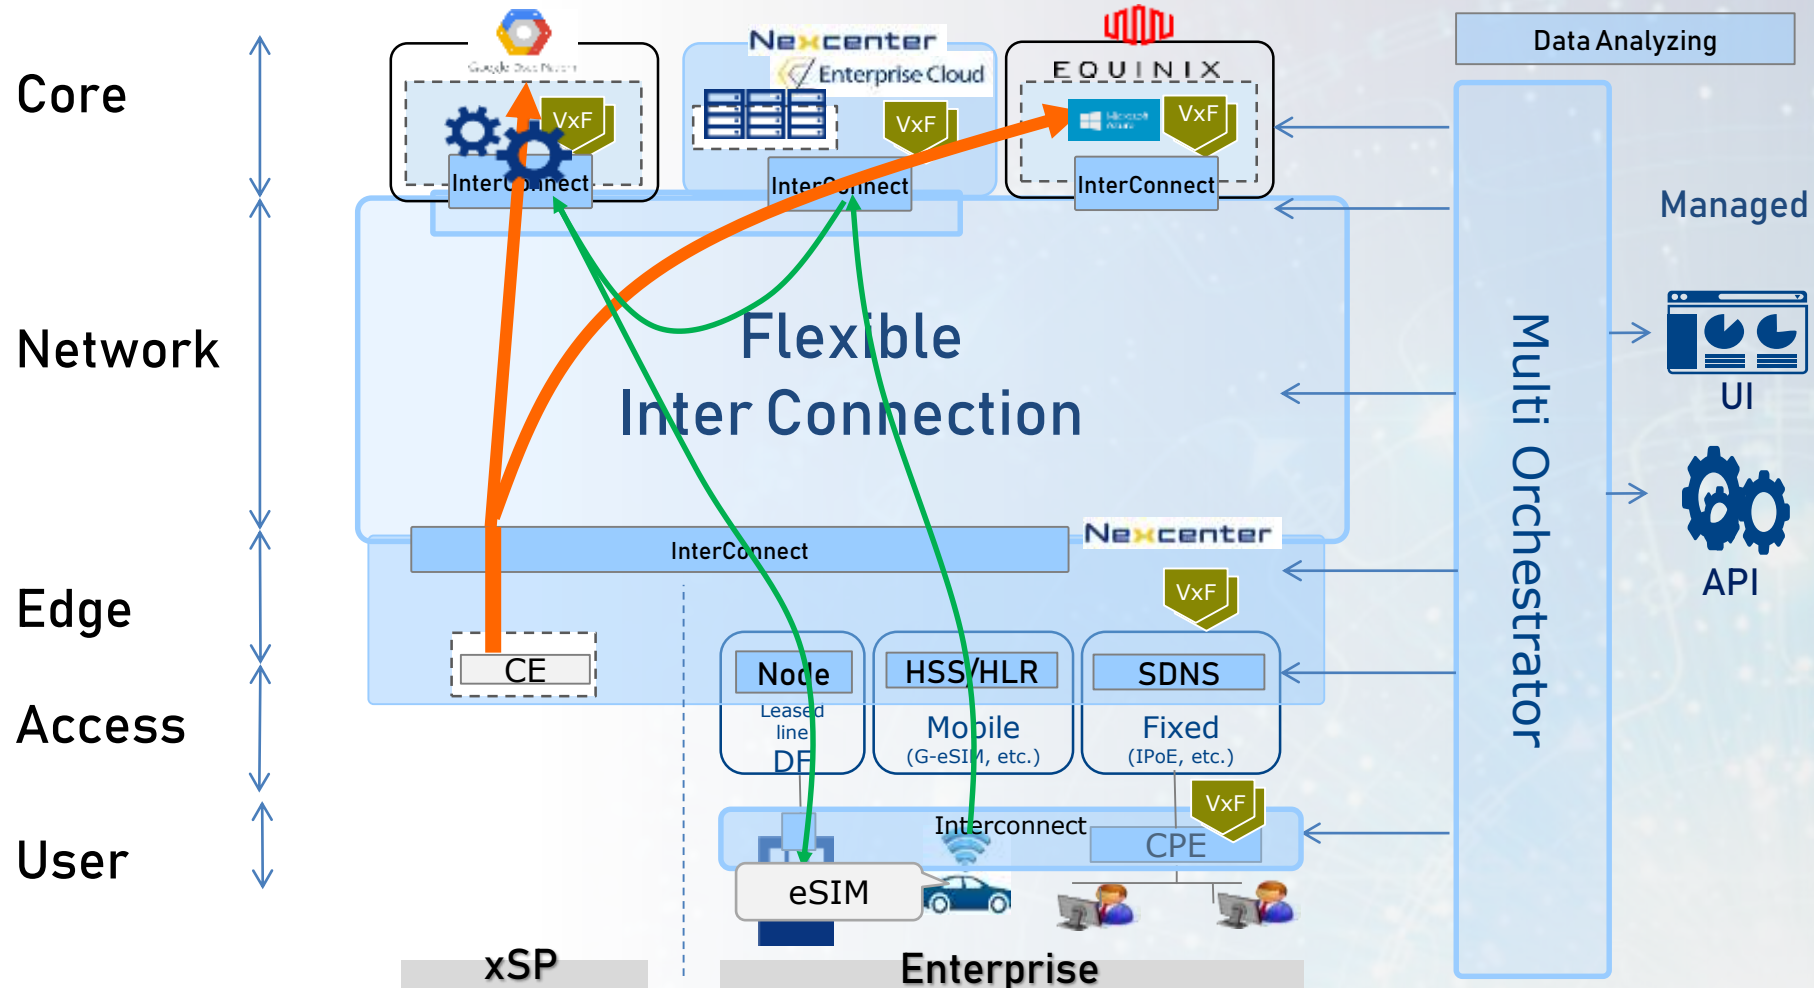 Core
Network
Edge
Access
User
Nexcenter
Enterprise Cloud
EQUINIX
Microsoft
Azure
VxF
VxF
VxF
InterConnect
InterConnect
InterConnect
Flexible
Inter Connection
InterConnect
Nexcenter
VxF
CE
Node
Leased
line
DF
HSS/HLR
Mobile
(G-eSIM, etc.)
SDNS
Fixed
(IPoE, etc.)
VxF
Interconnect
CPE
eSIM
xSP
Enterprise
Data Analyzing
Multi Orchestrator
Managed
UI
API